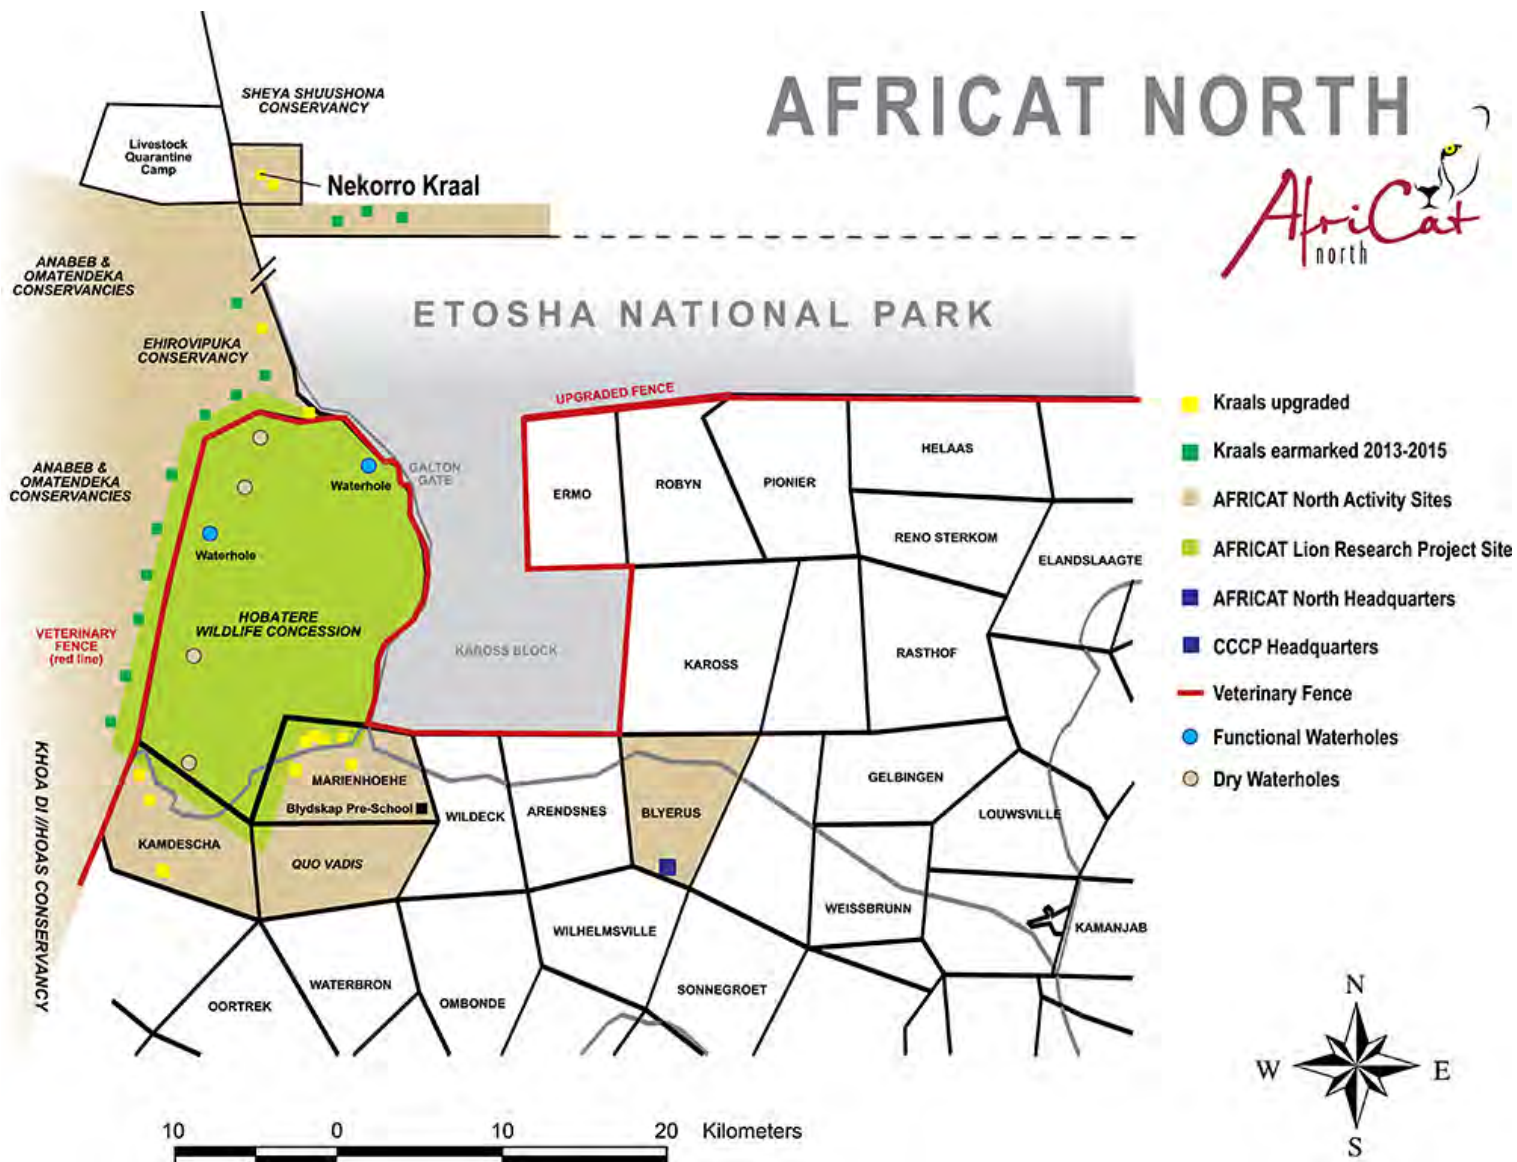 AFRICAT NORTH
AfriCat
north
SHEYA SHUUSHONA
CONSERVANCY
Livestock
Quarantine
Camp
Nekorro Kraal
ANABEB &
OMATENDEKA
CONSERVANCIES
ETOSHA NATIONAL PARK
EHIROVIPUKA
CONSERVANCY
UPGRADED FENCE
ANABEB &
OMATENDEKA
CONSERVANCIES
GALTON
GATE
Waterhole
Waterhole
ERMO
ROBYN
PIONIER
HELAAS
RENO STERKOM
ELANDSLAAGTE
HOBATERE
WILDLIFE CONCESSION
VETERINARY
FENCE
(red line)
KAROSS BLOCK
KAROSS
RASTHOF
KHOA DI //HOAS CONSERVANCY
MARIENHOEHE
Blydskap Pre-School
WILDECK
ARENDSNES
BLYERUS
GELBINGEN
LOUWSVILLE
KAMDESCHA
QUO VADIS
WEISSBRUNN
KAMANJAB
WILHELMSVILLE
OORTREK
WATERBRON
OMBONDE
SONNEGROET
Kraals upgraded
Kraals earmarked 2013-2015
AFRICAT North Activity Sites
AFRICAT Lion Research Project Site
AFRICAT North Headquarters
CCCP Headquarters
Veterinary Fence
Functional Waterholes
Dry Waterholes
N
W E
S
10 0 10 20 Kilometers